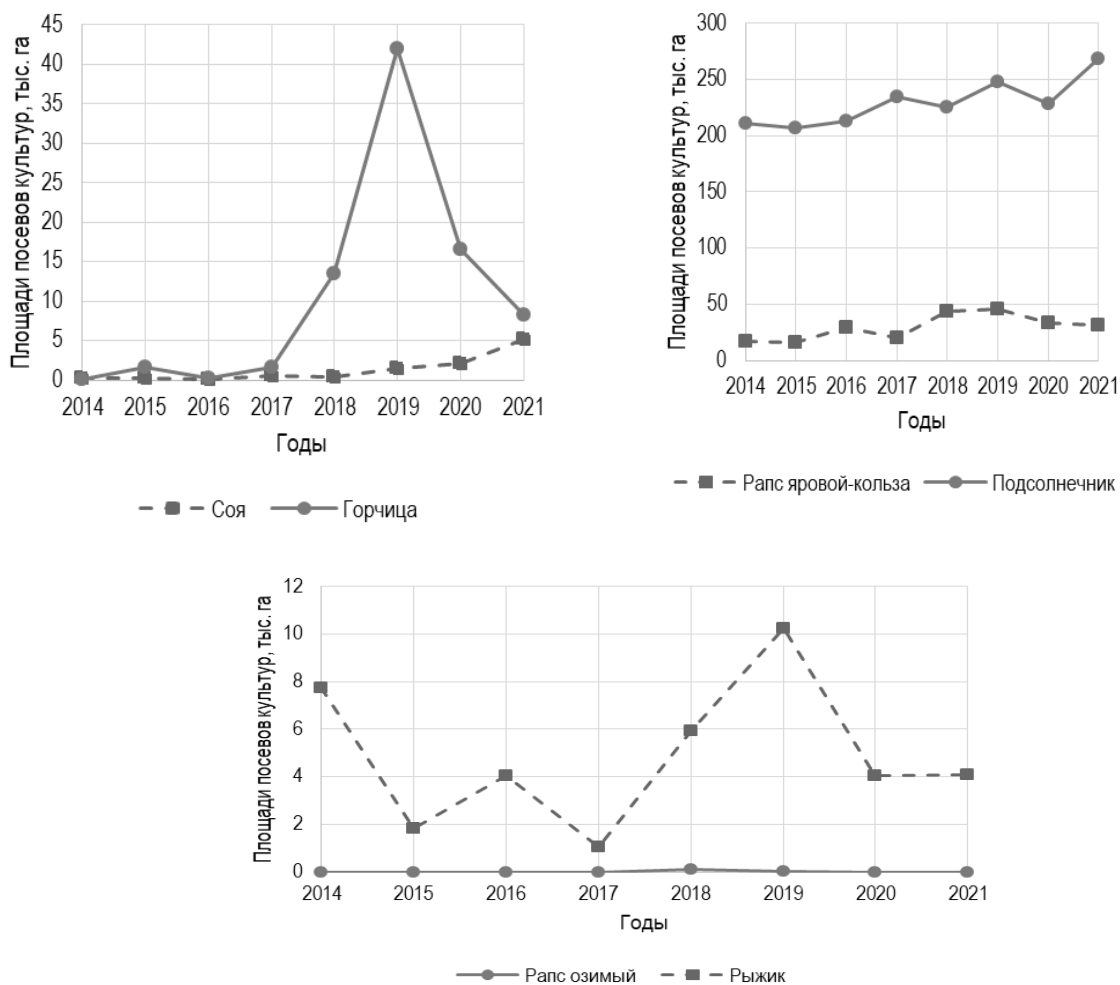 Площади посевов культур, тыс. га
45
40
35
30
25
20
15
10
5
0
2014 2015 2016 2017 2018 2019 2020 2021
Годы
Соя Горчица
Площади посевов культур, тыс. га
300
250
200
150
100
50
0
2014 2015 2016 2017 2018 2019 2020 2021
Годы
Рапс яровой-кользa Подсолнечник
Площади посевов культур, тыс. га
12
10
8
6
4
2
0
2014 2015 2016 2017 2018 2019 2020 2021
Годы
Рапс озимый Рыжик